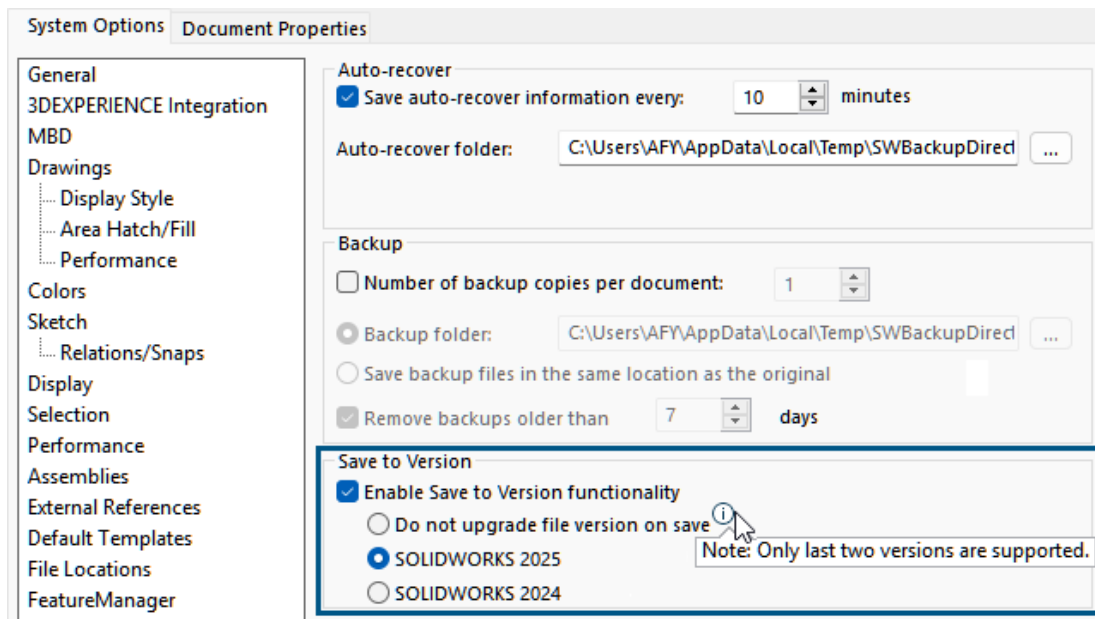 System Options
Document Properties
General
3DEXPERIENCE Integration
MBD
Drawings
Display Style
Area Hatch/Fill
Performance
Colors
Sketch
Relations/Snaps
Display
Selection
Performance
Assemblies
External References
Default Templates
File Locations
FeatureManager
Auto-recover
Save auto-recover information every: 10 minutes
Auto-recover folder: C:\Users\AFY\AppData\Local\Temp\SWBackupDirect ...
Backup
Number of backup copies per document: 1
Backup folder: C:\Users\AFY\AppData\Local\Temp\SWBackupDirect ...
Save backup files in the same location as the original
Remove backups older than 7 days
Save to Version
Enable Save to Version functionality
Do not upgrade file version on save
Note: Only last two versions are supported.
SOLIDWORKS 2025
SOLIDWORKS 2024